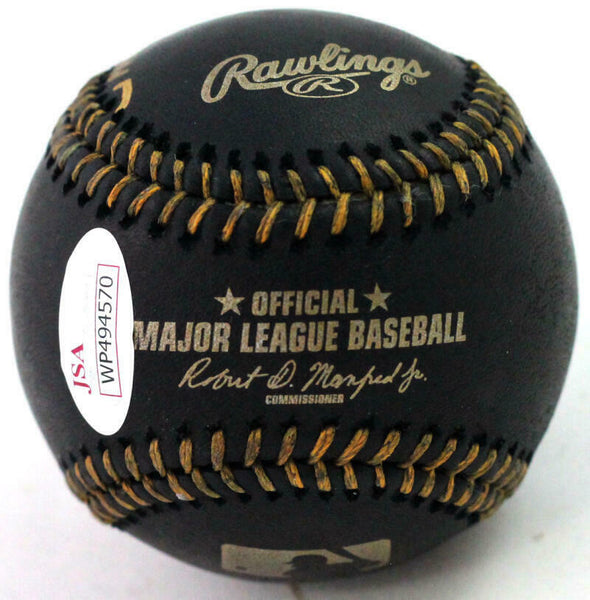 Rawlings
R ®
★ OFFICIAL ★
MAJOR LEAGUE BASEBALL
Robert D. Manfred Jr.
COMMISSIONER
JSA
WP494570